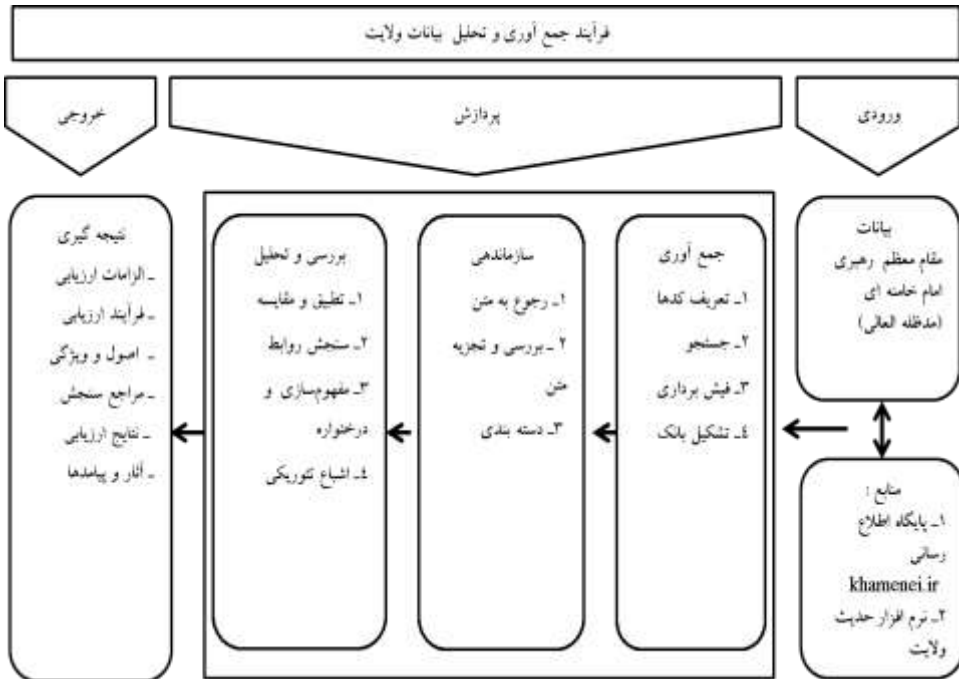 فرآیند جمع آوری و تحلیل بیانات ولایت
ورودی
پردازش
خروجی
بیانات
مقام معظم رهبری
امام خامنه ای
(مدظله العالی)
منابع :
۱ـ پایگاه اطلاع
رسانی
khamenei.ir
۲ـ نرم افزار حدیث
ولایت
جمع آوری
۱ـ تعریف کدها
۲ـ جستجو
۳ـ فیش برداری
٤ـ تشکیل بانک
سازماندهی
۱ـ رجوع به متن
۲ ـ بررسی و تجزیه
متن
۳ـ دسته بندی
بررسی و تحلیل
۱ـ تطبیق و مقایسه
۲ـ سنجش روابط
۳ـ مفهوم‌سازی و
درختواره
٤ـ اشباع تئوریکی
نتیجه گیری
ـ الزامات ارزیابی
ـ فرآیند ارزیابی
ـ اصول و ویژگی
ـ مراجع سنجش
ـ نتایج ارزیابی
ـ آثار و پیامدها